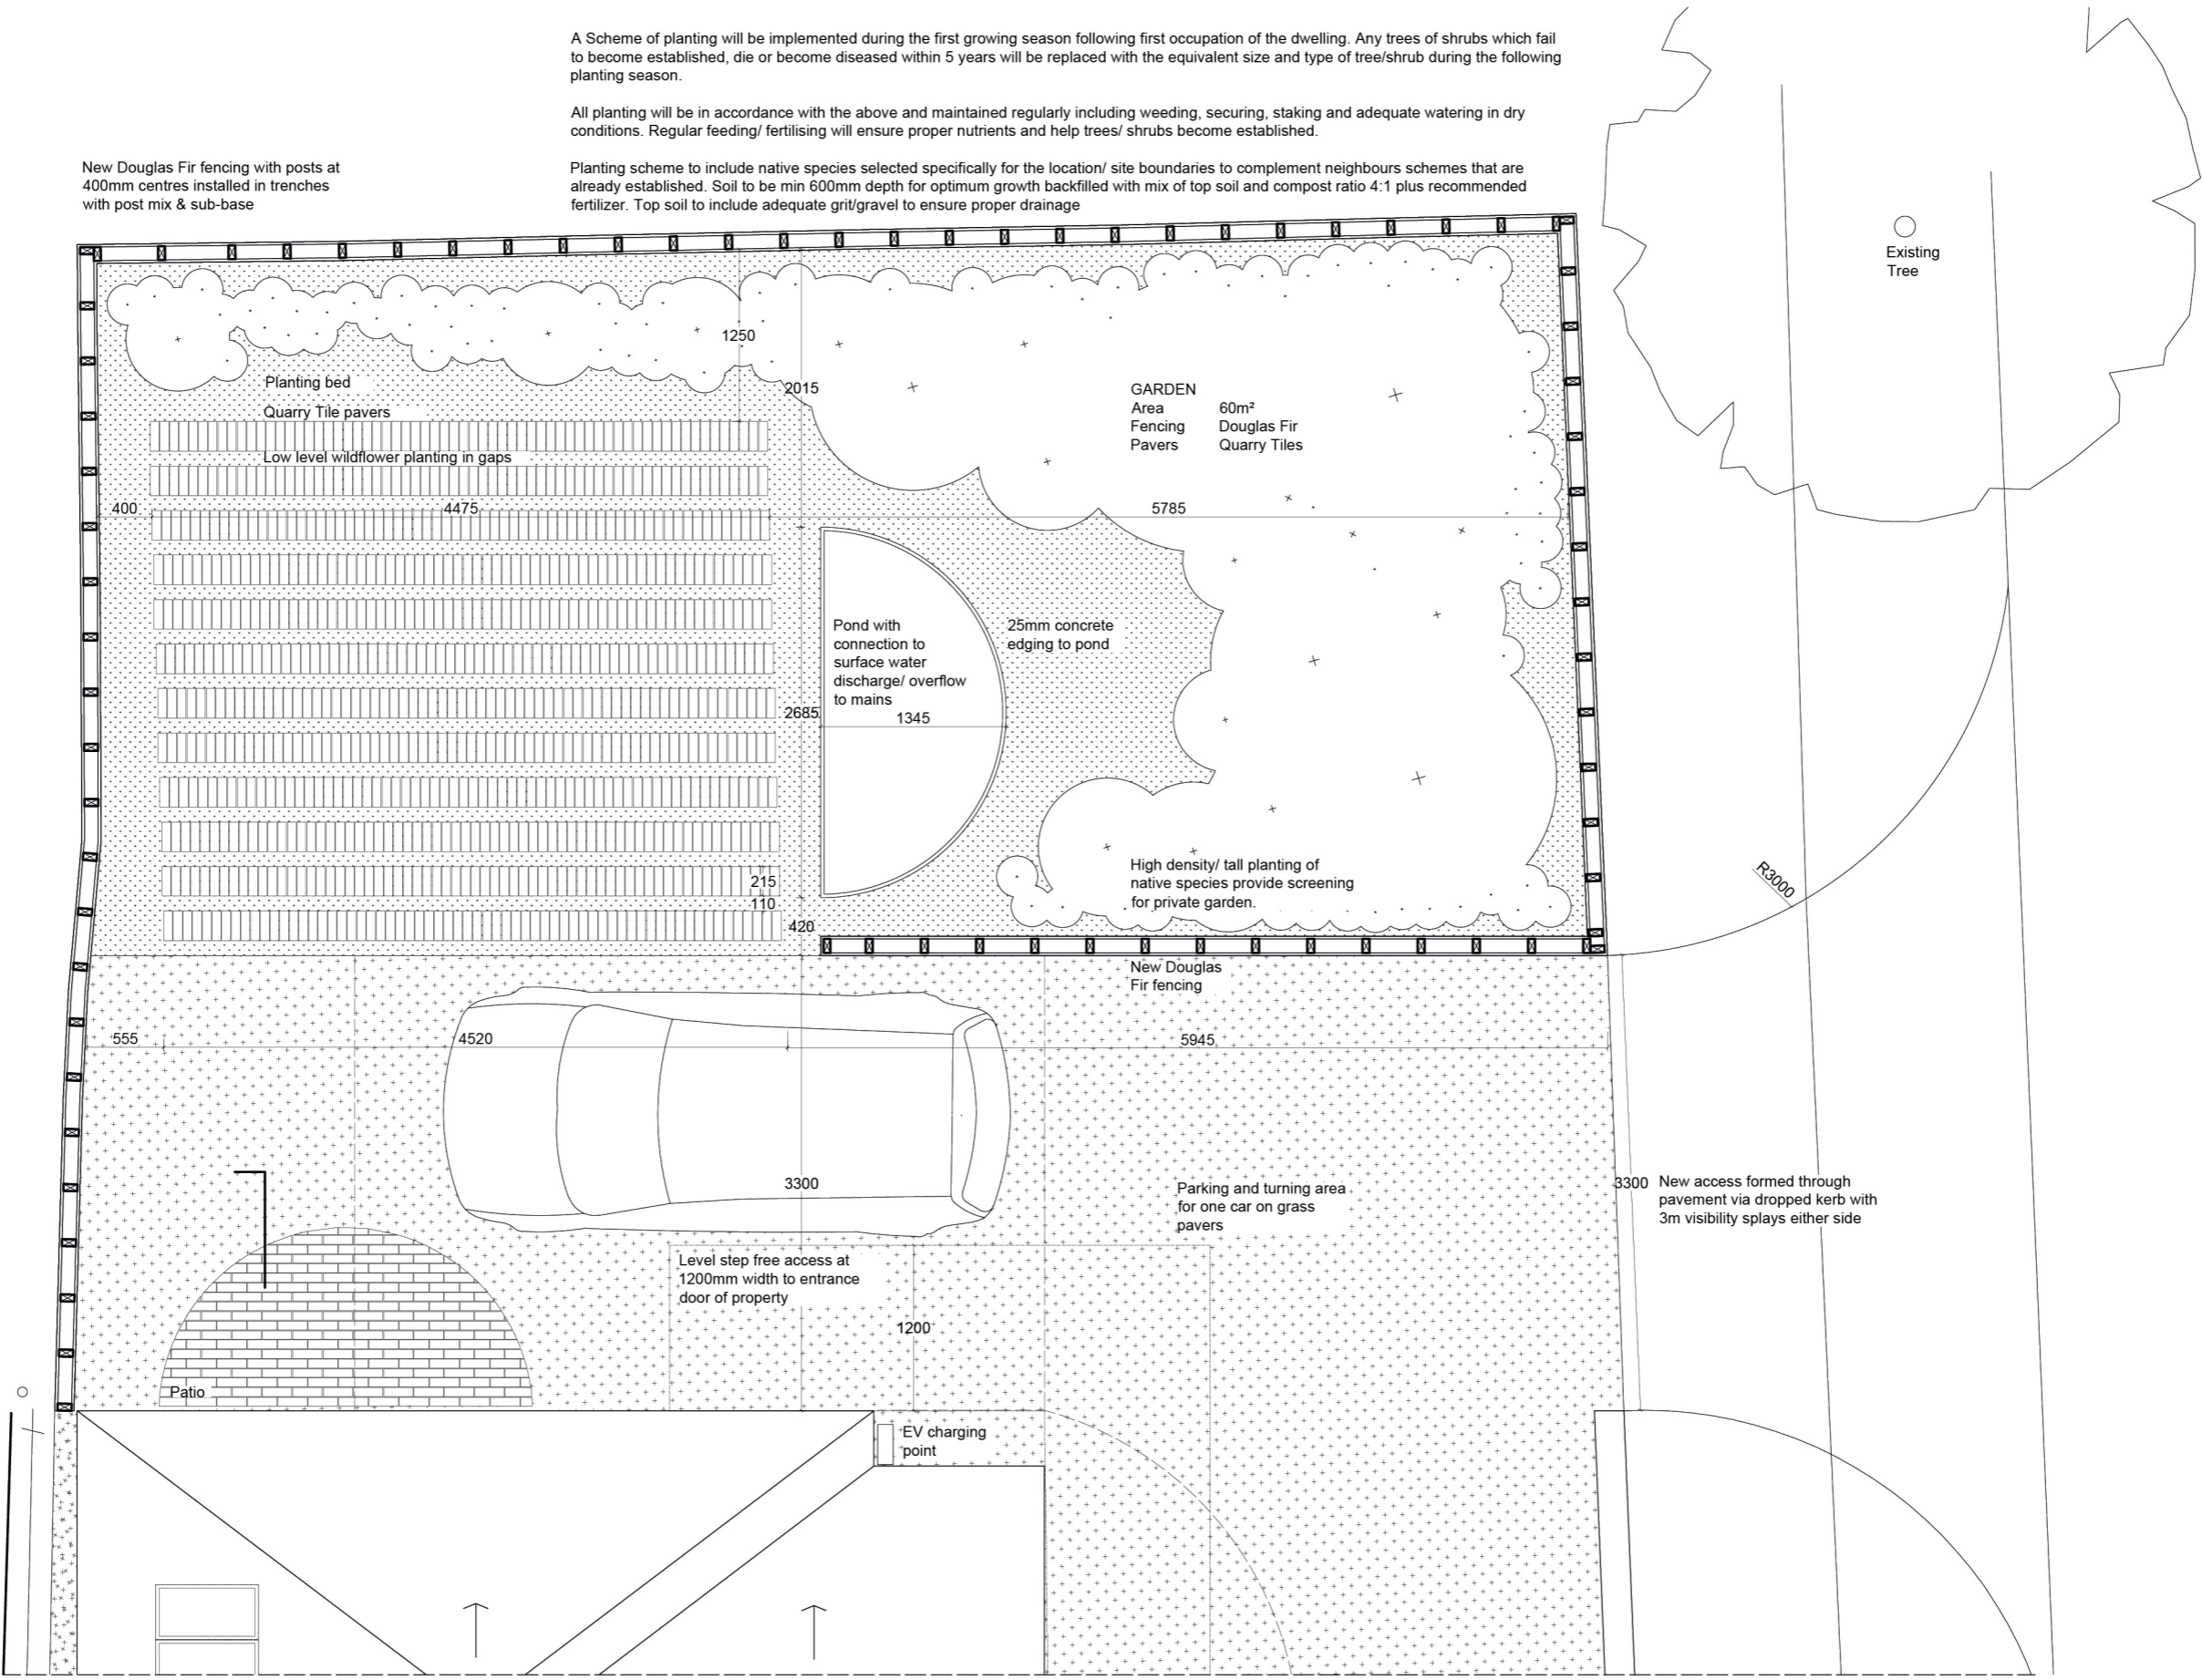 A Scheme of planting will be implemented during the first growing season following first occupation of the dwelling. Any trees of shrubs which fail
to become established, die or become diseased within 5 years will be replaced with the equivalent size and type of tree/shrub during the following
planting season.
All planting will be in accordance with the above and maintained regularly including weeding, securing, staking and adequate watering in dry
conditions. Regular feeding/ fertilising will ensure proper nutrients and help trees/ shrubs become established.
Planting scheme to include native species selected specifically for the location/ site boundaries to complement neighbours schemes that are
already established. Soil to be min 600mm depth for optimum growth backfilled with mix of top soil and compost ratio 4:1 plus recommended
fertilizer. Top soil to include adequate grit/gravel to ensure proper drainage
New Douglas Fir fencing with posts at
400mm centres installed in trenches
with post mix & sub-base
Existing
Tree
1250
Planting bed
2015
Quarry Tile pavers
GARDEN
Area 60m²
Fencing Douglas Fir
Pavers Quarry Tiles
Low level wildflower planting in gaps
400
4475
5785
Pond with
connection to
surface water
discharge/ overflow
to mains
25mm concrete
edging to pond
2685
1345
High density/ tall planting of
native species provide screening
for private garden.
R3000
215
110
420
New Douglas
Fir fencing
555
4520
5945
3300
Parking and turning area
for one car on grass
pavers
3300
New access formed through
pavement via dropped kerb with
3m visibility splays either side
Level step free access at
1200mm width to entrance
door of property
1200
Patio
EV charging
point